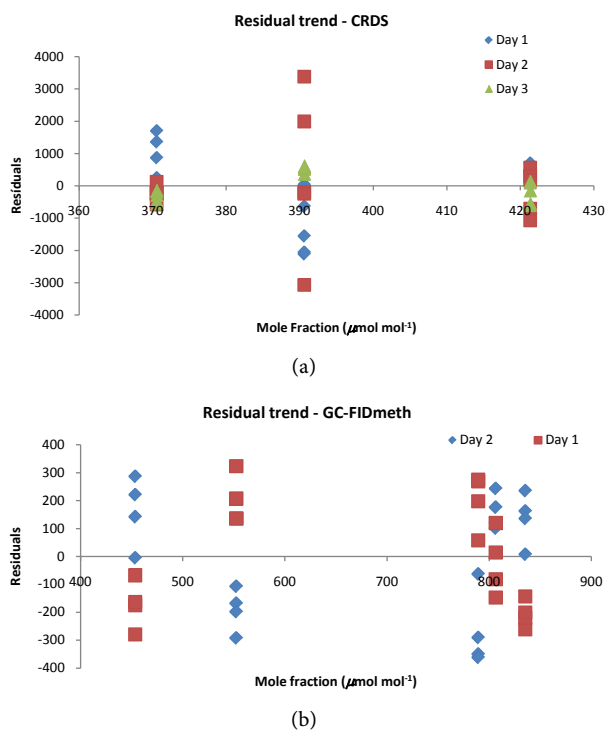 Residual trend - CRDS
Day 1
Day 2
Day 3
4000
3000
2000
1000
0
-1000
-2000
-3000
-4000
Residuals
360 370 380 390 400 410 420 430
Mole Fraction (μmol mol⁻¹)
(a)
Residual trend - GC-FIDmeth
Day 2 Day 1
400
300
200
100
0
-100
-200
-300
-400
Residuals
400 500 600 700 800 900
Mole fraction (μmol mol⁻¹)
(b)